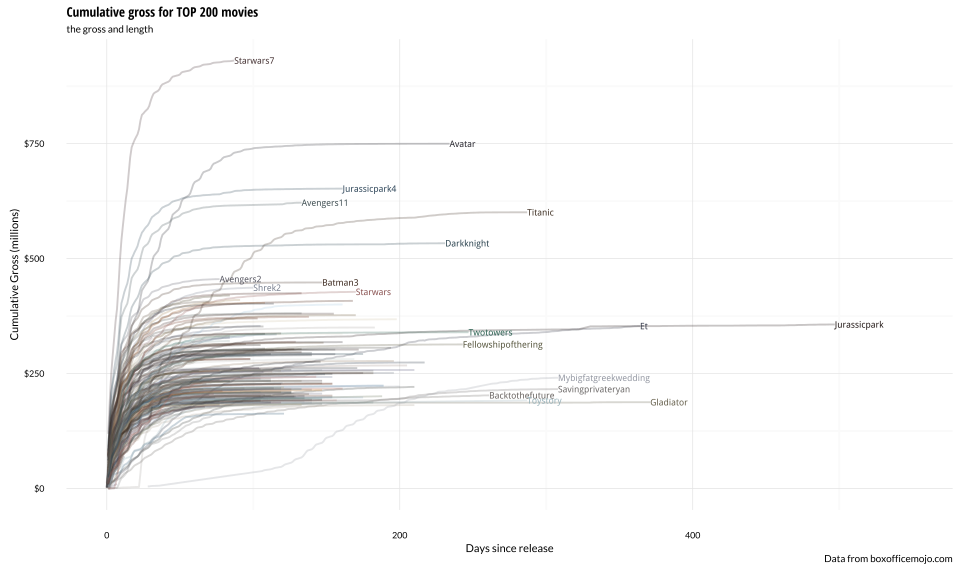 Cumulative gross for TOP 200 movies
the gross and length
Starwars7
$750
Avatar
Jurassicpark4
Avengers11
Titanic
Darkknight
$500
Avengers2
Batman3
Shrek2
Starwars
Et
Jurassicpark
Twotowers
Fellowshipofthering
$250
Mybigfatgreekwedding
Savingprivateryan
Backtothefuture
Toystory
Gladiator
$0
0
200
400
Cumulative Gross (millions)
Days since release
Data from boxofficemojo.com